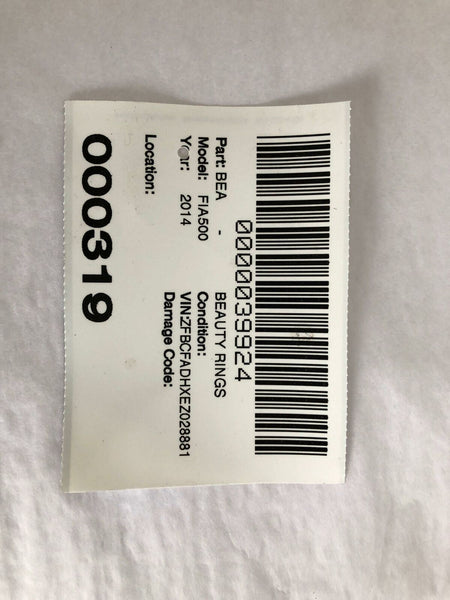 0000039924
Part: BEA - BEAUTY RINGS
Model: FIA500 Condition:
Year: 2014 VIN:ZFBCFADHXEZ028881
Damage Code:
Location:
000319